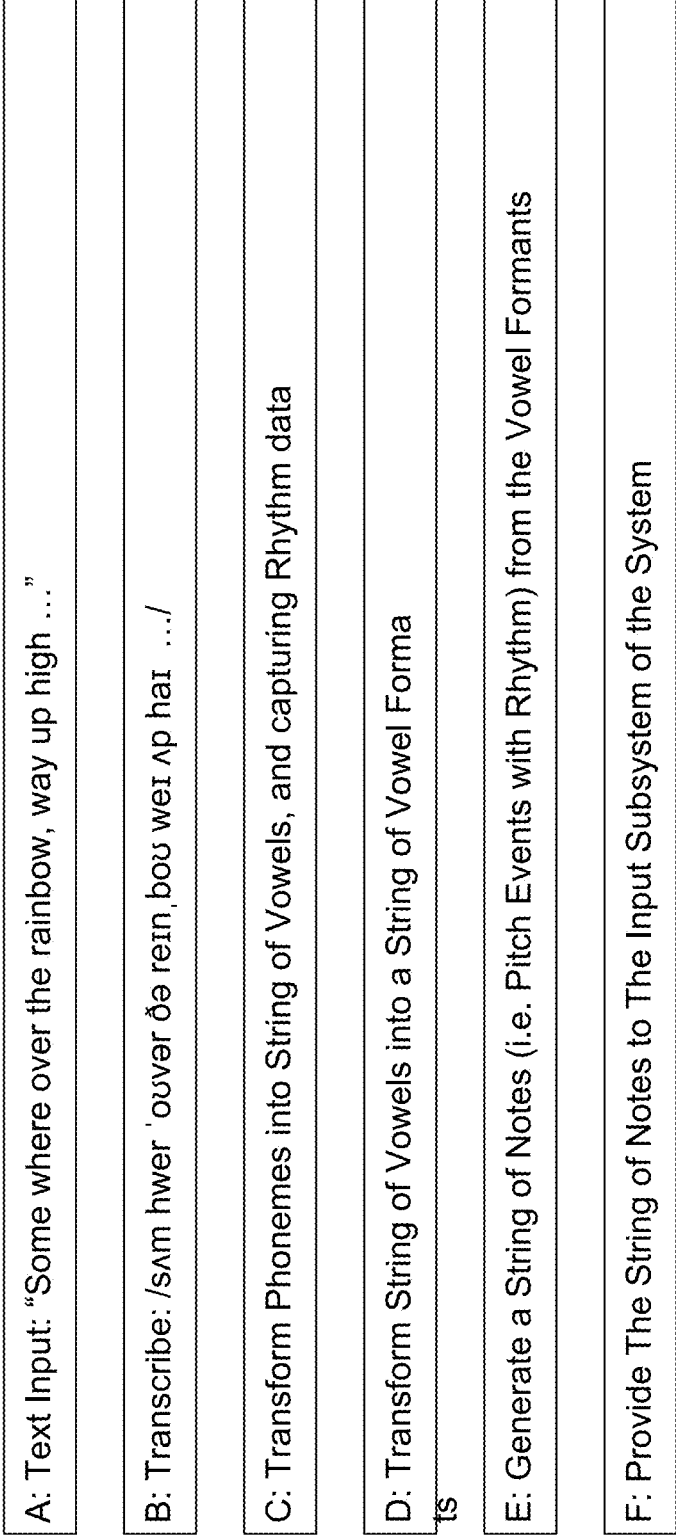 A: Text Input: “Some where over the rainbow, way up high …”
B: Transcribe: /sʌm hwer ˈoʊvər ðə reɪnˌboʊ weɪ ʌp haɪ …/
C: Transform Phonemes into String of Vowels, and capturing Rhythm data
D: Transform String of Vowels into a String of Vowel Forma
ts
E: Generate a String of Notes (i.e. Pitch Events with Rhythm) from the Vowel Formants
F: Provide The String of Notes to The Input Subsystem of the System